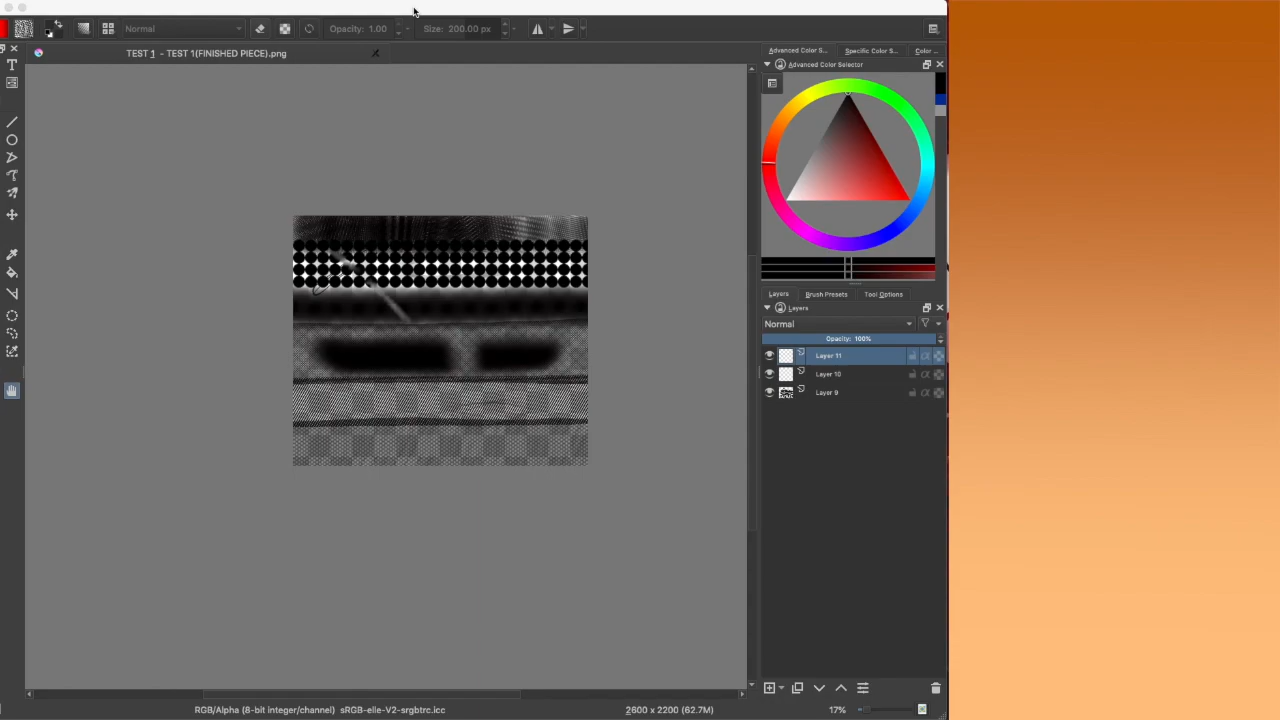 Normal
Opacity: 1.00
Size: 200.00 px
TEST 1 - TEST 1(FINISHED PIECE).png
Advanced Color S...
Specific Color S...
Color ...
Advanced Color Selector
Layers
Brush Presets
Tool Options
Layers
Normal
Opacity: 100%
Layer 11
Layer 10
Layer 9
RGB/Alpha (8-bit integer/channel) sRGB-elle-V2-srgbtrc.icc
2600 x 2200 (62.7M)
17%